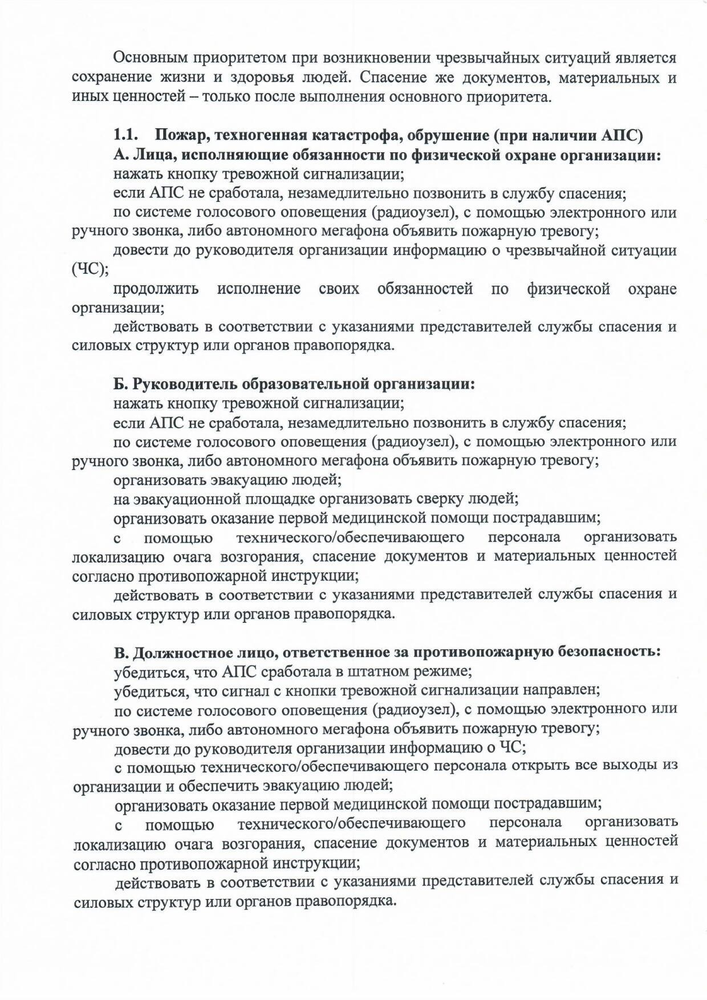 Основным приоритетом при возникновении чрезвычайных ситуаций является
сохранение жизни и здоровья людей. Спасение же документов, материальных и
иных ценностей – только после выполнения основного приоритета.
1.1. Пожар, техногенная катастрофа, обрушение (при наличии АПС)
А. Лица, исполняющие обязанности по физической охране организации:
нажать кнопку тревожной сигнализации;
если АПС не сработала, незамедлительно позвонить в службу спасения;
по системе голосового оповещения (радиоузел), с помощью электронного или
ручного звонка, либо автономного мегафона объявить пожарную тревогу;
довести до руководителя организации информацию о чрезвычайной ситуации
(ЧС);
продолжить исполнение своих обязанностей по физической охране
организации;
действовать в соответствии с указаниями представителей службы спасения и
силовых структур или органов правопорядка.
Б. Руководитель образовательной организации:
нажать кнопку тревожной сигнализации;
если АПС не сработала, незамедлительно позвонить в службу спасения;
по системе голосового оповещения (радиоузел), с помощью электронного или
ручного звонка, либо автономного мегафона объявить пожарную тревогу;
организовать эвакуацию людей;
на эвакуационной площадке организовать сверку людей;
организовать оказание первой медицинской помощи пострадавшим;
с помощью технического/обеспечивающего персонала организовать
локализацию очага возгорания, спасение документов и материальных ценностей
согласно противопожарной инструкции;
действовать в соответствии с указаниями представителей службы спасения и
силовых структур или органов правопорядка.
В. Должностное лицо, ответственное за противопожарную безопасность:
убедиться, что АПС сработала в штатном режиме;
убедиться, что сигнал с кнопки тревожной сигнализации направлен;
по системе голосового оповещения (радиоузел), с помощью электронного или
ручного звонка, либо автономного мегафона объявить пожарную тревогу;
довести до руководителя организации информацию о ЧС;
с помощью технического/обеспечивающего персонала открыть все выходы из
организации и обеспечить эвакуацию людей;
организовать оказание первой медицинской помощи пострадавшим;
с помощью технического/обеспечивающего персонала организовать
локализацию очага возгорания, спасение документов и материальных ценностей
согласно противопожарной инструкции;
действовать в соответствии с указаниями представителей службы спасения и
силовых структур или органов правопорядка.